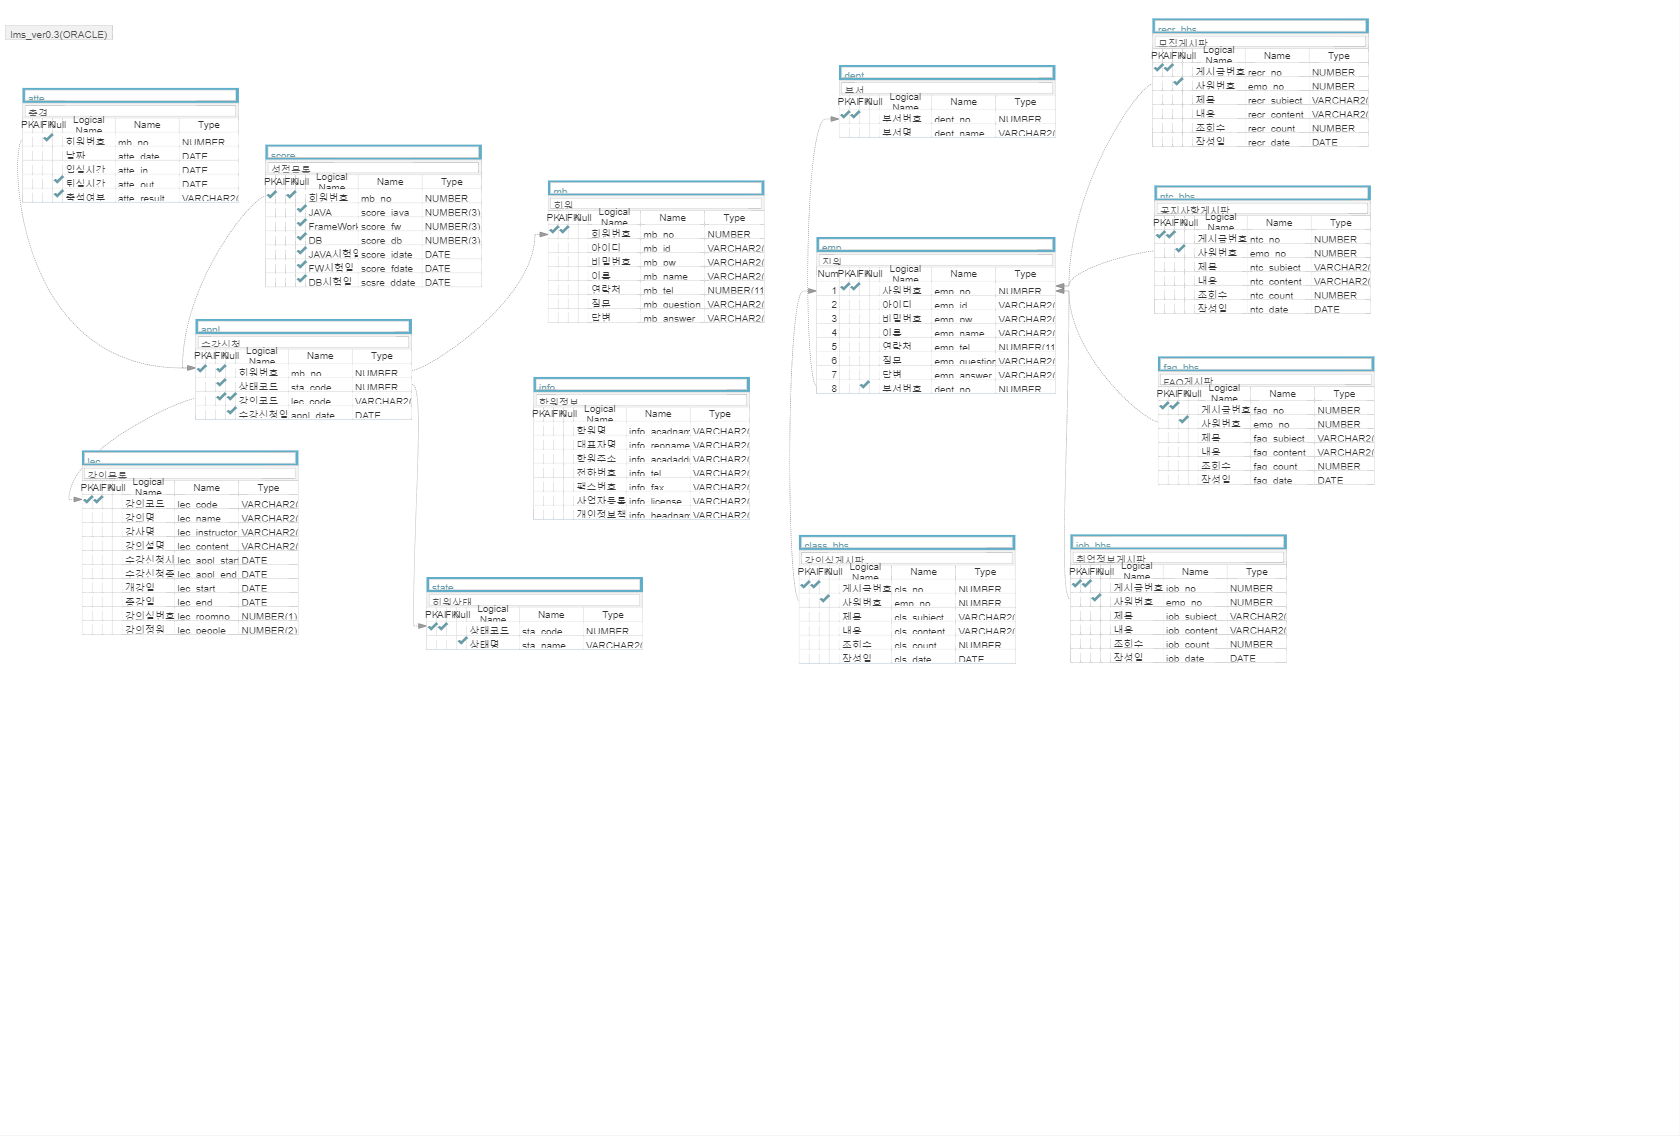 lms_ver0.3(ORACLE)
atte
출결
PK AI FK Null Logical Name Name Type
회원번호 mb_no NUMBER
날짜 atte_date DATE
입실시간 atte_in DATE
퇴실시간 atte_out DATE
출석여부 atte_result VARCHAR2(
score
성적목록
PK AI FK Null Logical Name Name Type
회원번호 mb_no NUMBER
JAVA score_java NUMBER(3)
FrameWork score_fw NUMBER(3)
DB score_db NUMBER(3)
JAVA시험일 score_jdate DATE
FW시험일 score_fdate DATE
DB시험일 scsre_ddate DATE
mb
회원
PK AI FK Null Logical Name Name Type
회원번호 mb_no NUMBER
아이디 mb_id VARCHAR2(
비밀번호 mb_pw VARCHAR2(
이름 mb_name VARCHAR2(
연락처 mb_tel NUMBER(11
질문 mb_question VARCHAR2(
답변 mb_answer VARCHAR2(
appl
수강신청
PK AI FK Null Logical Name Name Type
회원번호 mb_no NUMBER
상태코드 sta_code NUMBER
강의코드 lec_code VARCHAR2(
수강신청일 appl_date DATE
info
학원정보
PK AI FK Null Logical Name Name Type
학원명 info_acadnam VARCHAR2(
대표자명 info_repname VARCHAR2(
학원주소 info_acadadd VARCHAR2(
전화번호 info_tel VARCHAR2(
팩스번호 info_fax VARCHAR2(
사업자등록 info_license VARCHAR2(
개인정보책 info_headnam VARCHAR2(
lec
강의목록
PK AI FK Null Logical Name Name Type
강의코드 lec_code VARCHAR2(
강의명 lec_name VARCHAR2(
강사명 lec_instructor VARCHAR2(
강의설명 lec_content VARCHAR2(
수강신청시 lec_appl_start DATE
수강신청종 lec_appl_end DATE
개강일 lec_start DATE
종강일 lec_end DATE
강의실번호 lec_roomno NUMBER(1)
강의정원 lec_people NUMBER(2)
state
회원상태
PK AI FK Null Logical Name Name Type
상태코드 sta_code NUMBER
상태명 sta_name VARCHAR2(
dept
부서
PK AI FK Null Logical Name Name Type
부서번호 dept_no NUMBER
부서명 dept_name VARCHAR2(
emp
직원
Num PK AI FK Null Logical Name Name Type
1 사원번호 emp_no NUMBER
2 아이디 emp_id VARCHAR2(
3 비밀번호 emp_pw VARCHAR2(
4 이름 emp_name VARCHAR2(
5 연락처 emp_tel NUMBER(11
6 질문 emp_question VARCHAR2(
7 답변 emp_answer VARCHAR2(
8 부서번호 dept_no NUMBER
class_bbs
강의실게시판
PK AI FK Null Logical Name Name Type
게시글번호 cls_no NUMBER
사원번호 emp_no NUMBER
제목 cls_subject VARCHAR2(
내용 cls_content VARCHAR2(
조회수 cls_count NUMBER
작성일 cls_date DATE
recr_bbs
모집게시판
PK AI FK Null Logical Name Name Type
게시글번호 recr_no NUMBER
사원번호 emp_no NUMBER
제목 recr_subject VARCHAR2(
내용 recr_content VARCHAR2(
조회수 recr_count NUMBER
작성일 recr_date DATE
ntc_bbs
공지사항게시판
PK AI FK Null Logical Name Name Type
게시글번호 ntc_no NUMBER
사원번호 emp_no NUMBER
제목 ntc_subject VARCHAR2(
내용 ntc_content VARCHAR2(
조회수 ntc_count NUMBER
작성일 ntc_date DATE
faq_bbs
FAQ게시판
PK AI FK Null Logical Name Name Type
게시글번호 faq_no NUMBER
사원번호 emp_no NUMBER
제목 faq_subject VARCHAR2(
내용 faq_content VARCHAR2(
조회수 faq_count NUMBER
작성일 faq_date DATE
job_bbs
취업정보게시판
PK AI FK Null Logical Name Name Type
게시글번호 job_no NUMBER
사원번호 emp_no NUMBER
제목 job_subject VARCHAR2(
내용 job_content VARCHAR2(
조회수 job_count NUMBER
작성일 job_date DATE